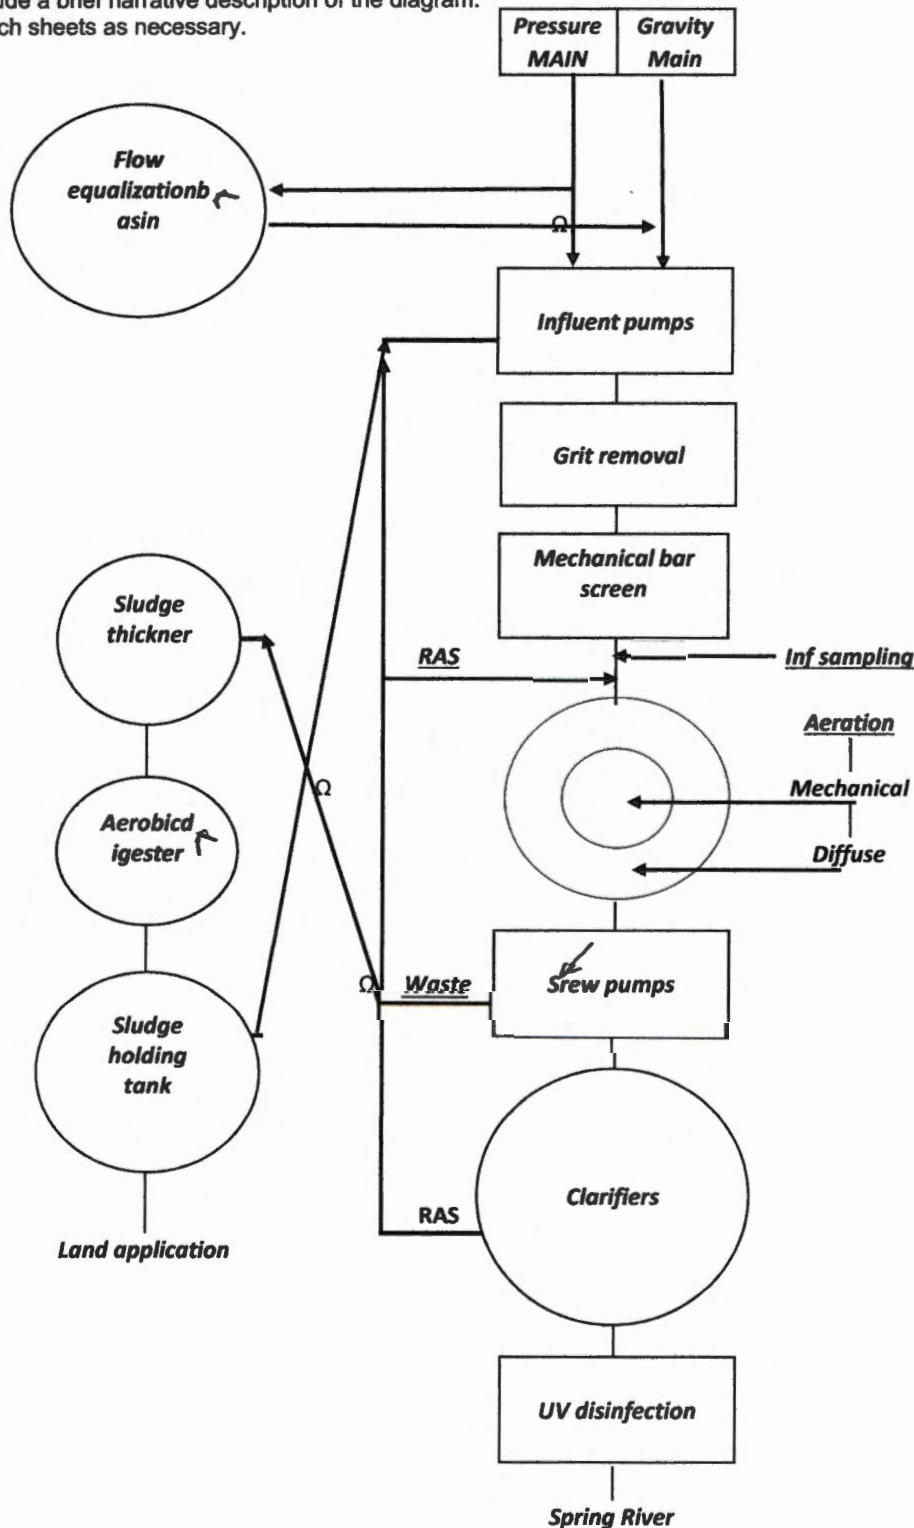 ude a brief narrative description of the diagram.
ch sheets as necessary.
Pressure
MAIN
Gravity
Main
Flow
equalizationb
asin
Ω
Influent pumps
Grit removal
Mechanical bar
screen
Sludge
thickner
RAS
Inf sampling
Aeration
Mechanical
Diffuse
Ω
Aerobicd
igester
Ω
Waste
Srew pumps
Sludge
holding
tank
Clarifiers
RAS
Land application
UV disinfection
Spring River